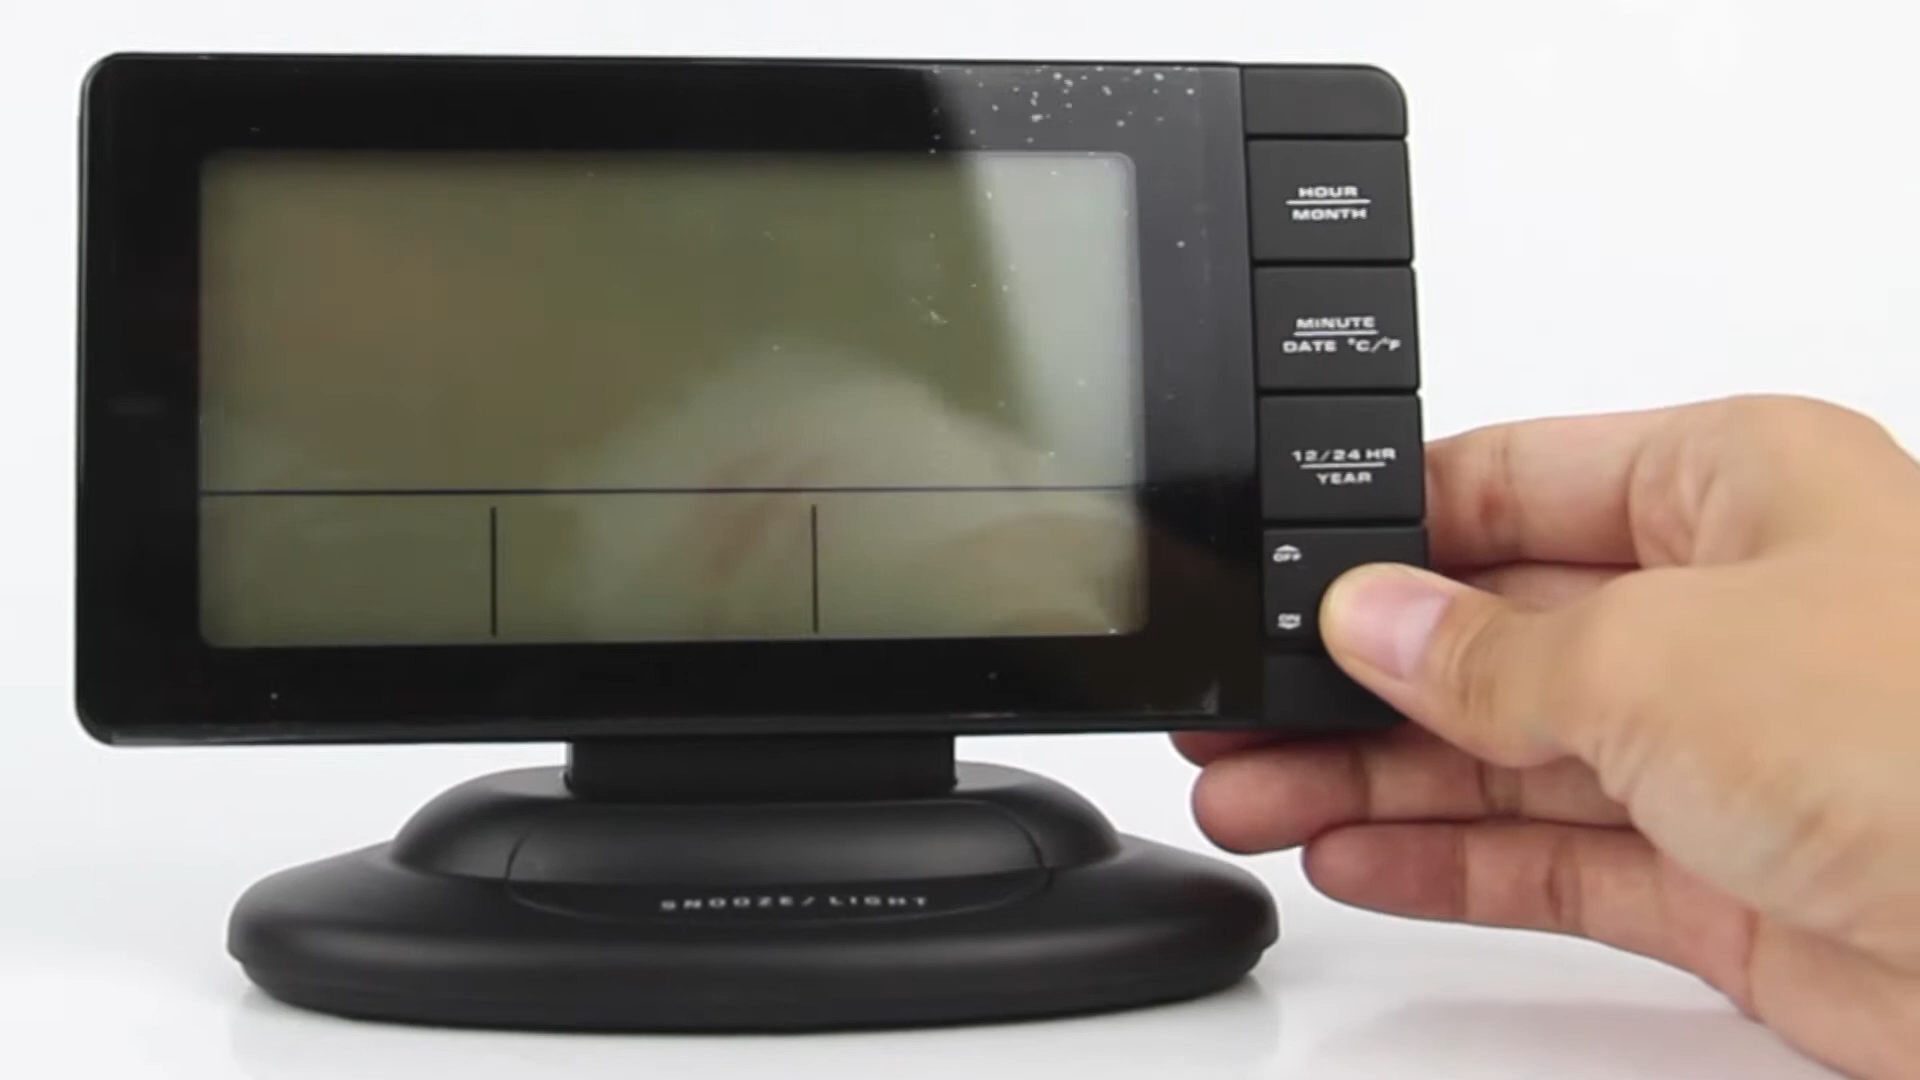 HOUR
MONTH
MINUTE
DATE °C/°F
12/24 HR
YEAR
OFF
ON
SNOOZE/LIGHT